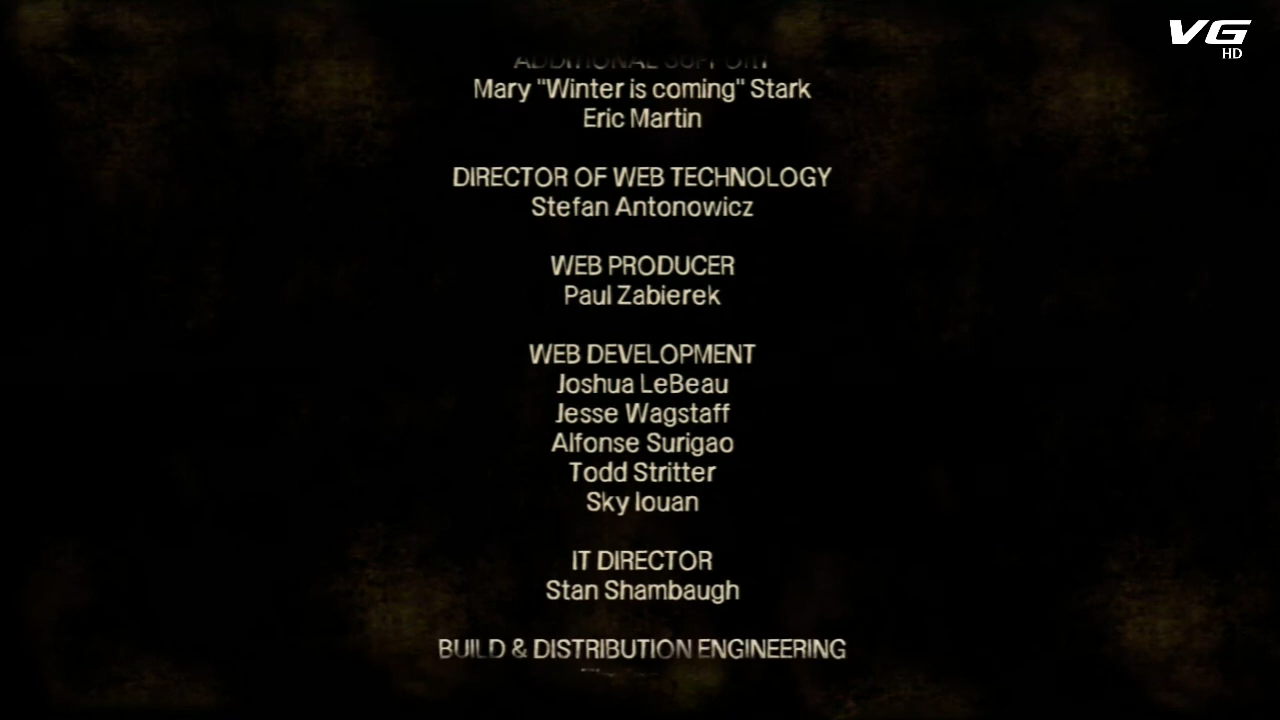 VG
HD
ADDITIONAL SUPPORT
Mary "Winter is coming" Stark
Eric Martin
DIRECTOR OF WEB TECHNOLOGY
Stefan Antonowicz
WEB PRODUCER
Paul Zabierek
WEB DEVELOPMENT
Joshua LeBeau
Jesse Wagstaff
Alfonse Surigao
Todd Stritter
Sky Iouan
IT DIRECTOR
Stan Shambaugh
BUILD & DISTRIBUTION ENGINEERING